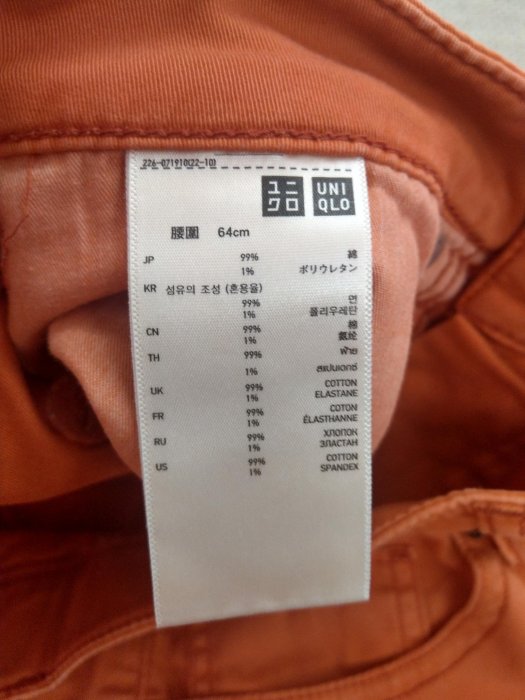 226-071910(22-10)
ユニ UNI
クロ QLO
腰圍 64cm
JP 99% 綿
1% ポリウレタン
KR 섬유의 조성 (혼용율)
99% 면
1% 폴리우레탄
CN 99% 棉
1% 氨纶
TH 99% ฝ้าย
1% สแปนเดกซ์
UK 99% COTTON
1% ELASTANE
FR 99% COTON
1% ÉLASTHANNE
RU 99% ХЛОПОК
1% ЭЛАСТАН
US 99% COTTON
1% SPANDEX